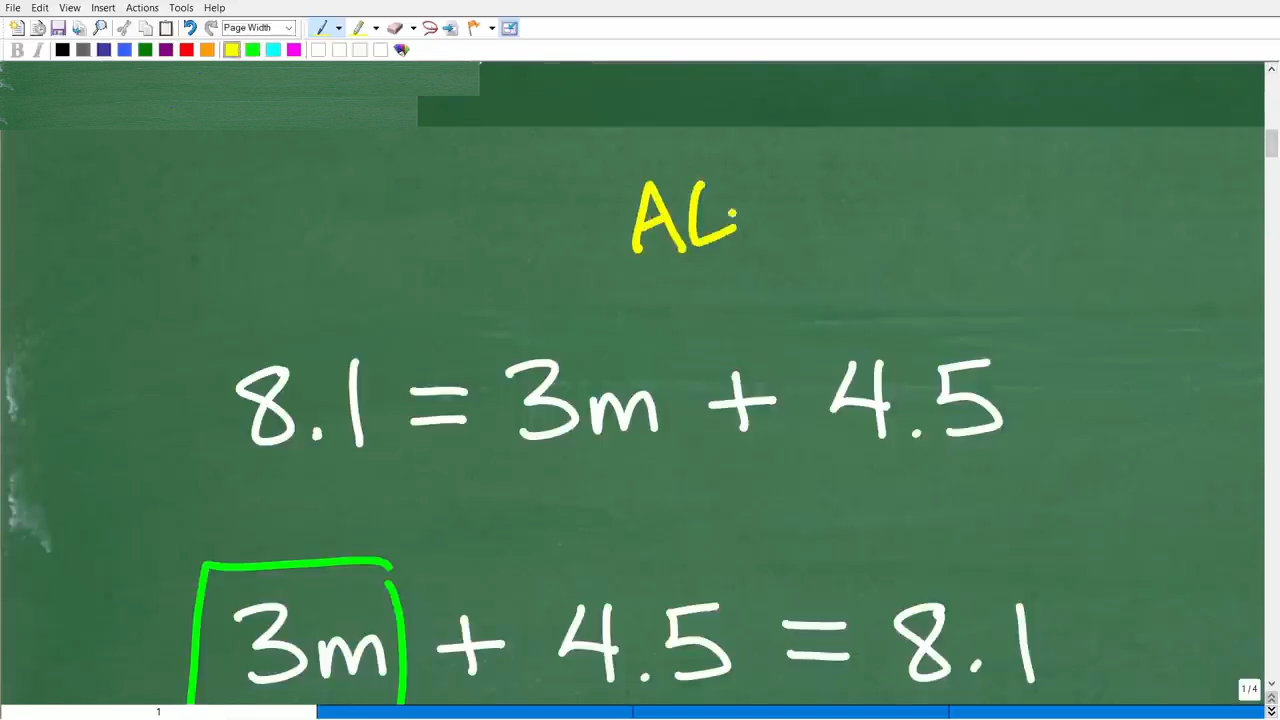 File Edit View Insert Actions Tools Help
Page Width
B I
8.1 = 3m + 4.5
3m + 4.5 = 8.1
1/4
1